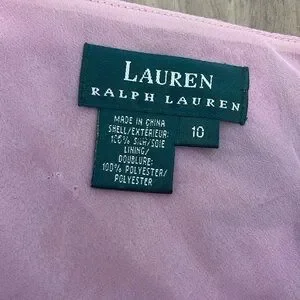 LAUREN
RALPH LAUREN
MADE IN CHINA
SHELL/EXTÉRIEUR:
100% SILK/SOIE
LINING/
DOUBLURE:
100% POLYESTER/
POLYESTER
10